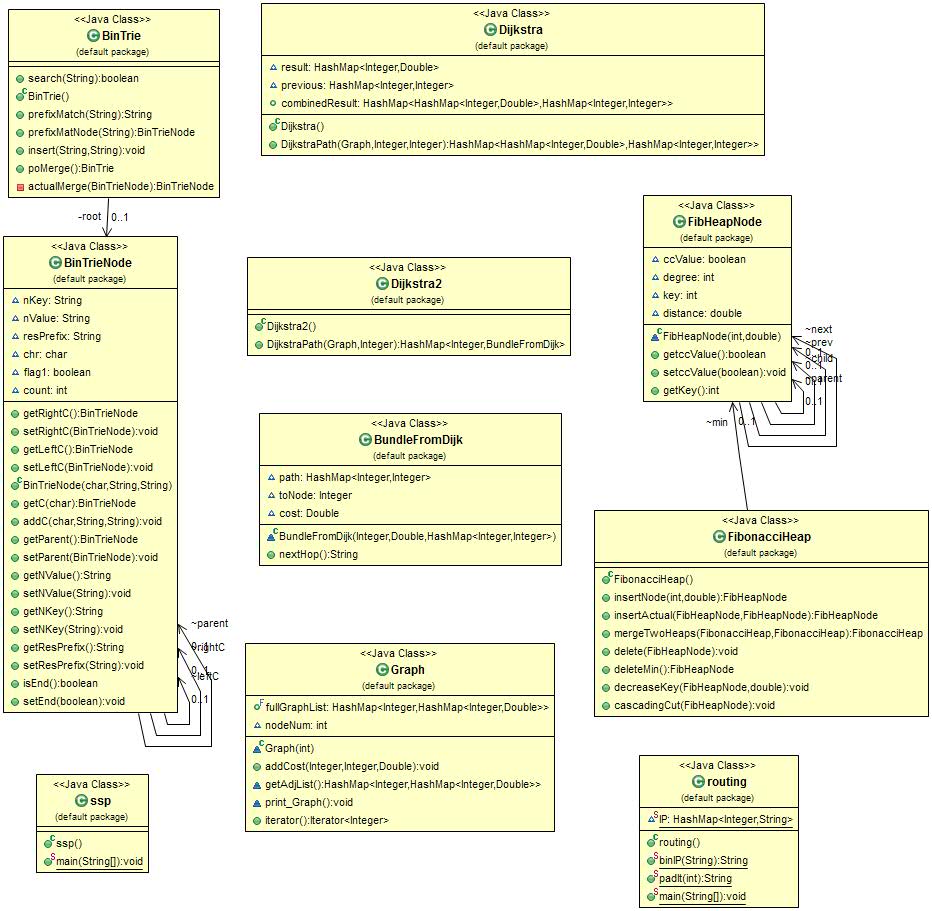 <<Java Class>>
BinTrie
(default package)
search(String):boolean
BinTrie()
prefixMatch(String):String
prefixMatNode(String):BinTrieNode
insert(String,String):void
poMerge():BinTrie
actualMerge(BinTrieNode):BinTrieNode
~root
0..1
<<Java Class>>
Dijkstra
(default package)
result: HashMap<Integer,Double>
previous: HashMap<Integer,Integer>
combinedResult: HashMap<HashMap<Integer,Double>,HashMap<Integer,Integer>>
Dijkstra()
DijkstraPath(Graph,Integer,Integer):HashMap<HashMap<Integer,Double>,HashMap<Integer,Integer>>
<<Java Class>>
BinTrieNode
(default package)
nKey: String
nValue: String
resPrefix: String
chr: char
flag1: boolean
count: int
getRightC():BinTrieNode
setRightC(BinTrieNode):void
getLeftC():BinTrieNode
setLeftC(BinTrieNode):void
BinTrieNode(char,String,String)
getC(char):BinTrieNode
addC(char,String,String):void
getParent():BinTrieNode
setParent(BinTrieNode):void
getNValue():String
setNValue(String):void
getNKey():String
setNKey(String):void
getResPrefix():String
setResPrefix(String):void
isEnd():boolean
setEnd(boolean):void
~parent
0..1
~rightC
0..1
~leftC
0..1
<<Java Class>>
Dijkstra2
(default package)
Dijkstra2()
DijkstraPath(Graph,Integer):HashMap<Integer,BundleFromDijk>
<<Java Class>>
BundleFromDijk
(default package)
path: HashMap<Integer,Integer>
toNode: Integer
cost: Double
BundleFromDijk(Integer,Double,HashMap<Integer,Integer>)
nextHop():String
<<Java Class>>
FibHeapNode
(default package)
ccValue: boolean
degree: int
key: int
distance: double
FibHeapNode(int,double)
getccValue():boolean
setccValue(boolean):void
getKey():int
~next
~prev
0..1
~child
0..1
~parent
0..1
0..1
~min
0..1
<<Java Class>>
FibonacciHeap
(default package)
FibonacciHeap()
insertNode(int,double):FibHeapNode
insertActual(FibHeapNode,FibHeapNode):FibHeapNode
mergeTwoHeaps(FibonacciHeap,FibonacciHeap):FibonacciHeap
delete(FibHeapNode):void
deleteMin():FibHeapNode
decreaseKey(FibHeapNode,double):void
cascadingCut(FibHeapNode):void
<<Java Class>>
Graph
(default package)
fullGraphList: HashMap<Integer,HashMap<Integer,Double>>
nodeNum: int
Graph(int)
addCost(Integer,Integer,Double):void
getAdjList():HashMap<Integer,HashMap<Integer,Double>>
print_Graph():void
iterator():Iterator<Integer>
<<Java Class>>
ssp
(default package)
ssp()
main(String[]):void
<<Java Class>>
routing
(default package)
IP: HashMap<Integer,String>
routing()
binIP(String):String
padIt(int):String
main(String[]):void